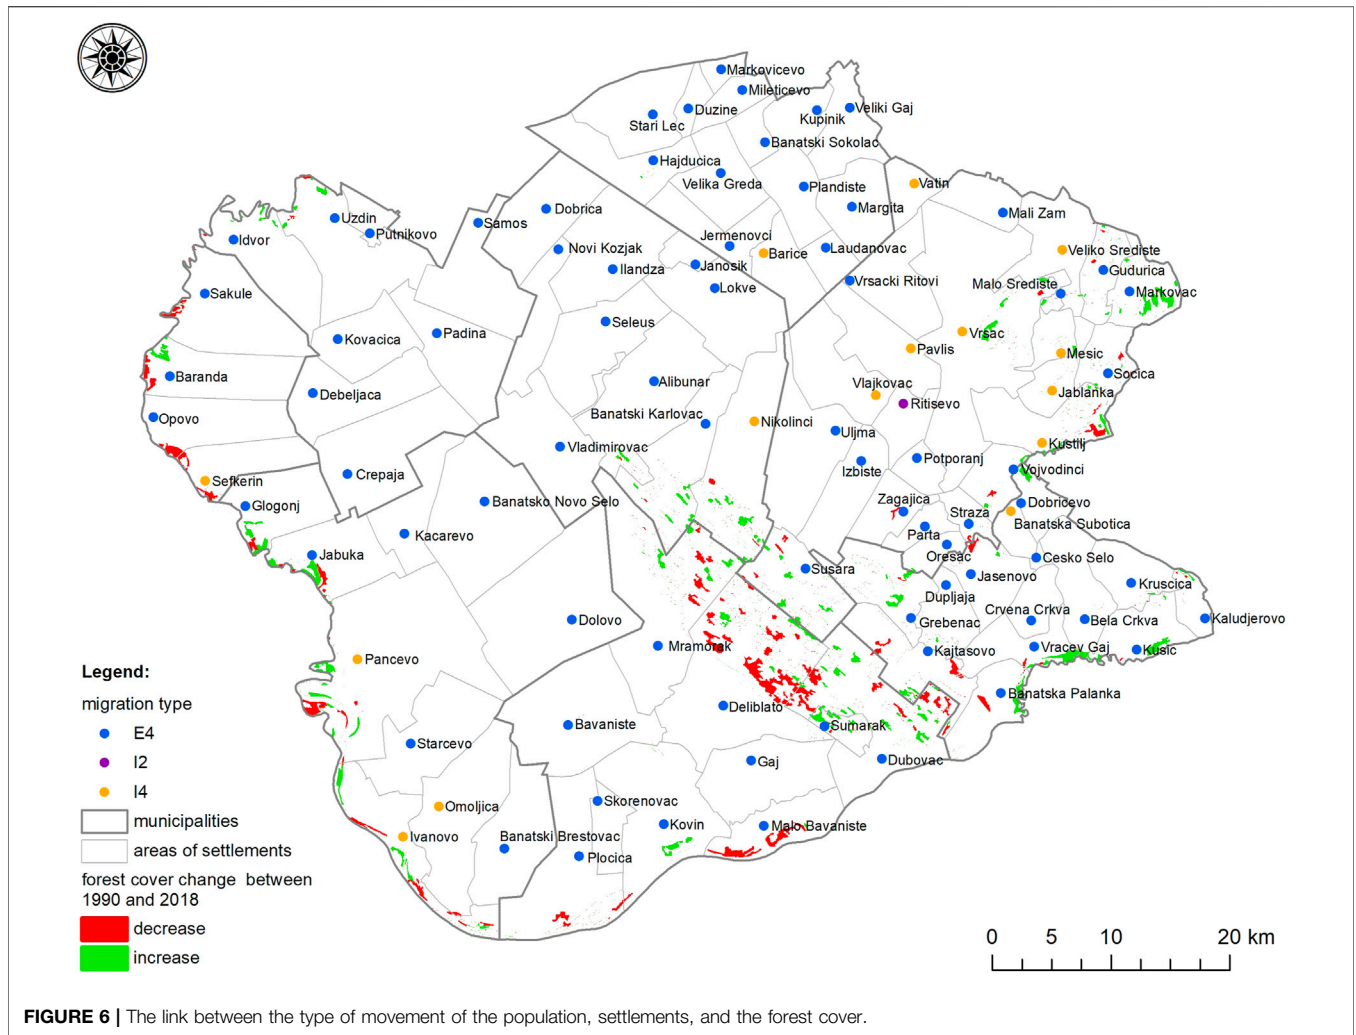 Markovicevo
Mileticevo
Duzine
Stari Lec
Kupinik
Veliki Gaj
Banatski Sokolac
Hajducica
Velika Greda
Plandiste
Vatin
Margita
Mali Zam
Dobrica
Samos
Uzdin
Putnikovo
Idvor
Jermenovci
Novi Kozjak
Barice
Laudanovac
Veliko Srediste
Ilandza
Janosik
Gudurica
Lokve
Vrsacki Ritovi
Malo Srediste
Markovac
Sakule
Seleus
Kovacica
Padina
Vrsac
Pavlis
Mesic
Baranda
Alibunar
Vlajkovac
Socica
Debeljaca
Jablanka
Opovo
Banatski Karlovac
Nikolinci
Ritisevo
Uljma
Kustilj
Vladimirovac
Izbiste
Potporanj
Vojvodinci
Sefkerin
Crepaja
Glogonj
Banatsko Novo Selo
Zagajica
Straza
Dobricevo
Banatska Subotica
Kacarevo
Parta
Oresac
Jabuka
Cesko Selo
Susara
Jasenovo
Dupljaja
Kruscica
Crvena Crkva
Dolovo
Grebenac
Bela Crkva
Kaludjerovo
Mramorak
Kajtasovo
Vracev Gaj
Kusic
Pancevo
Banatska Palanka
Deliblato
Bavaniste
Sumarak
Starcevo
Gaj
Dubovac
Omoljica
Skorenovac
Ivanovo
Banatski Brestovac
Kovin
Malo Bavaniste
Plocica
Legend:
migration type
E4
I2
I4
municipalities
areas of settlements
forest cover change between
1990 and 2018
decrease
increase
0 5 10 20 km
FIGURE 6 | The link between the type of movement of the population, settlements, and the forest cover.